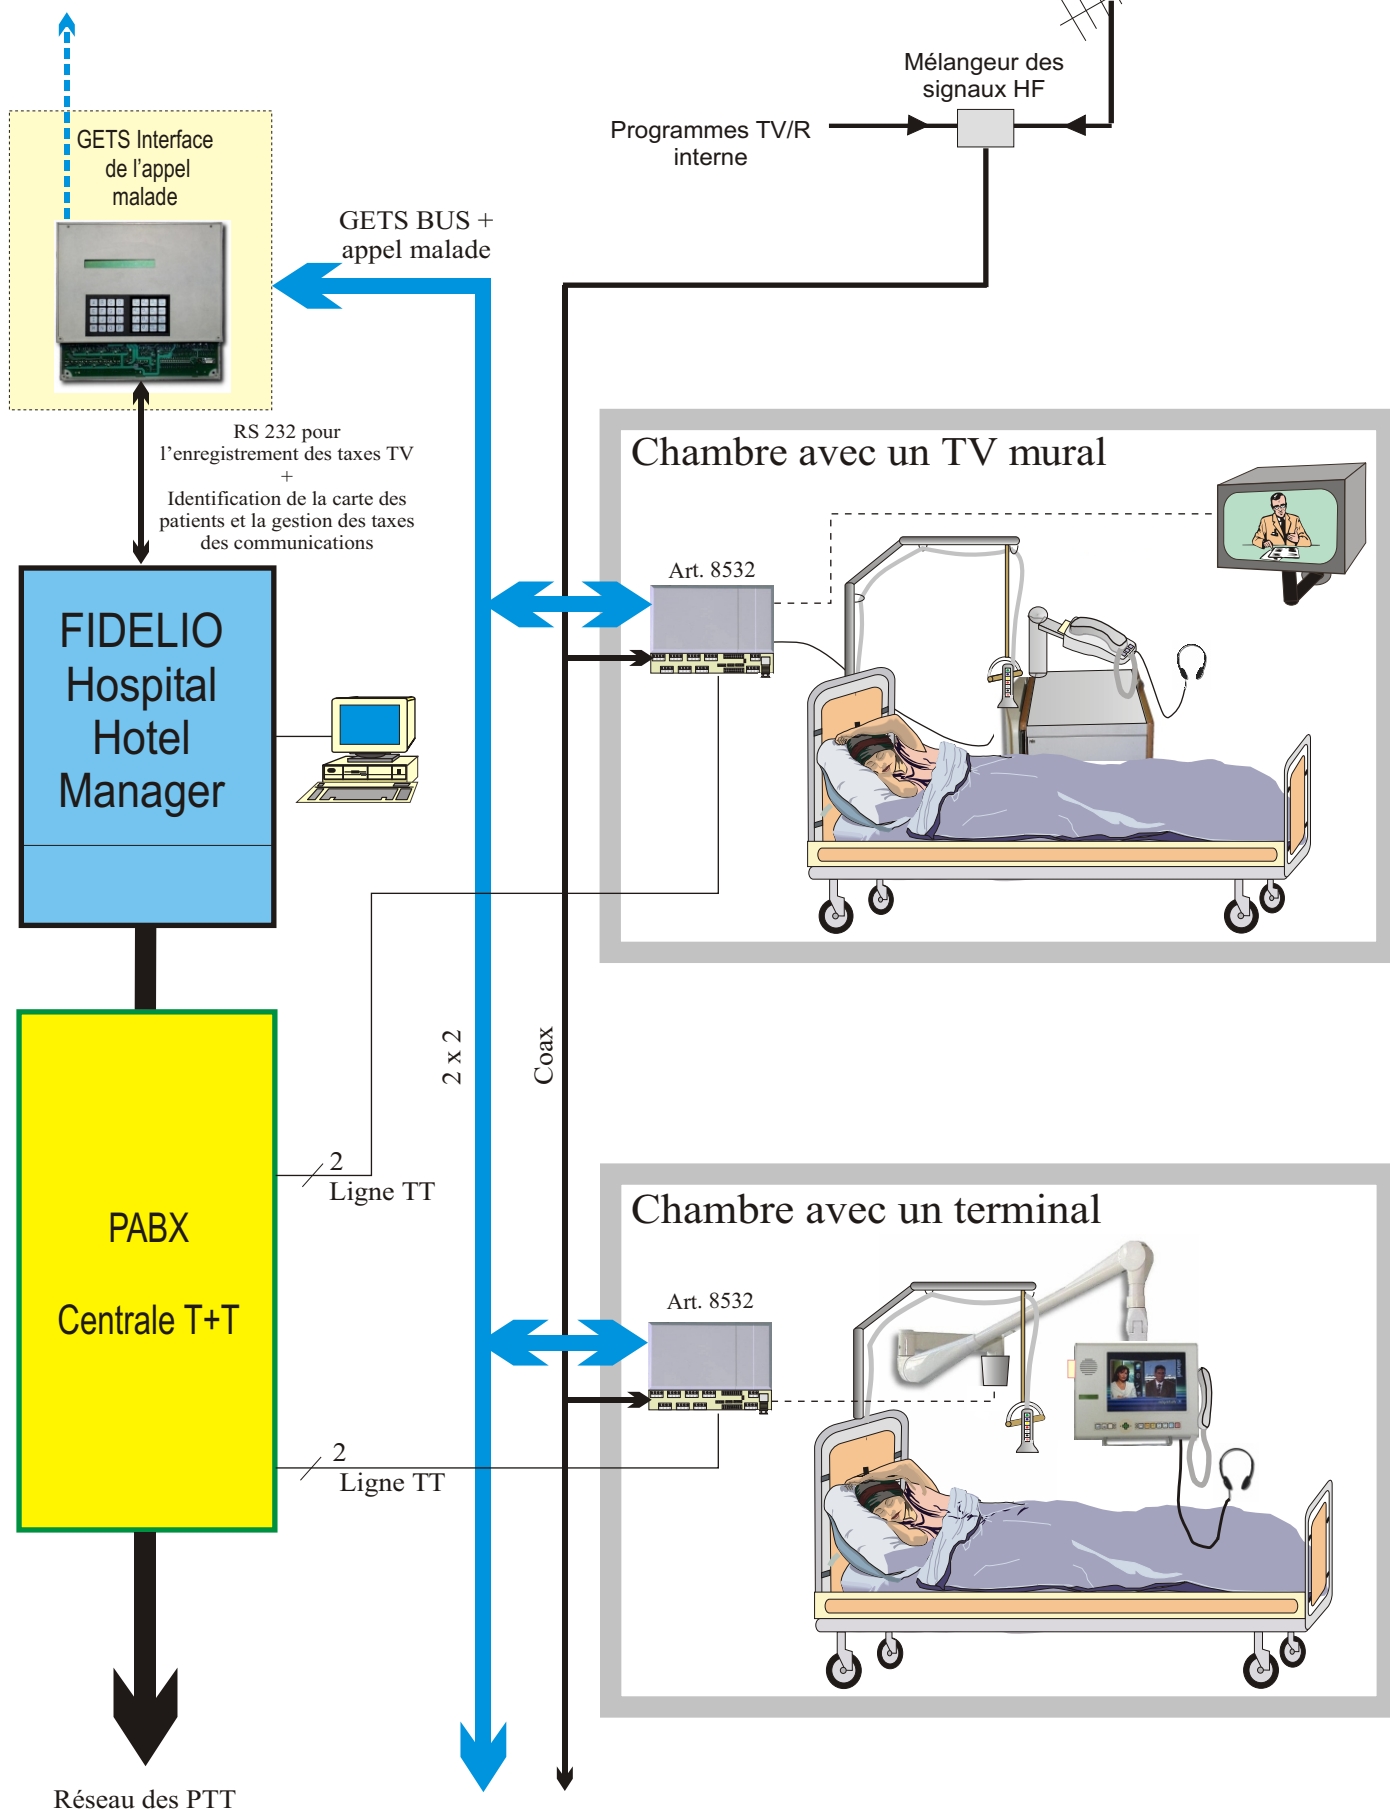 Mélangeur des
signaux HF
Programmes TV/R
interne
GETS Interface
de l'appel
malade
GETS BUS +
appel malade
RS 232 pour
l'enregistrement des taxes TV
+
Identification de la carte des
patients et la gestion des taxes
des communications
Chambre avec un TV mural
Art. 8532
FIDELIO
Hospital
Hotel
Manager
2 x 2
Coax
2
Ligne TT
PABX
Centrale T+T
Chambre avec un terminal
Art. 8532
2
Ligne TT
Réseau des PTT